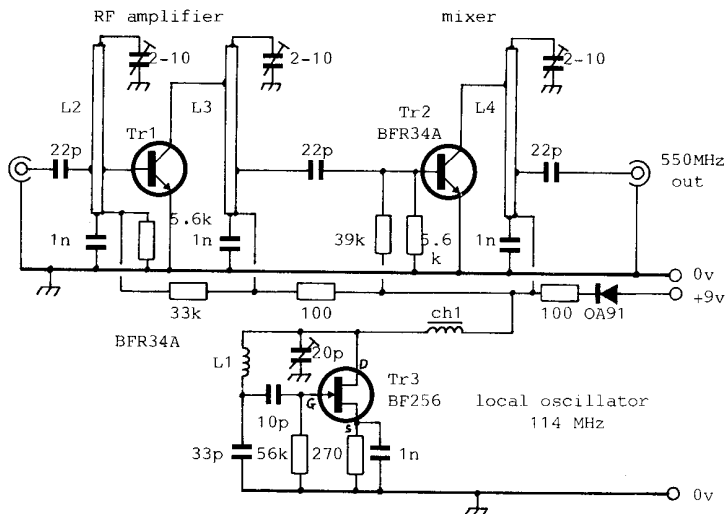 RF amplifier
mixer
2-10
2-10
2-10
L2
L3
L4
Tr1
Tr2
BFR34A
22p
22p
22p
550MHz
out
5.6k
39k
5.6
k
1n
1n
1n
0v
+9v
33k
100
100
OA91
BFR34A
ch1
L1
20p
D
Tr3
BF256
G
S
10p
local oscillator
114 MHz
33p
56k
270
1n
0v